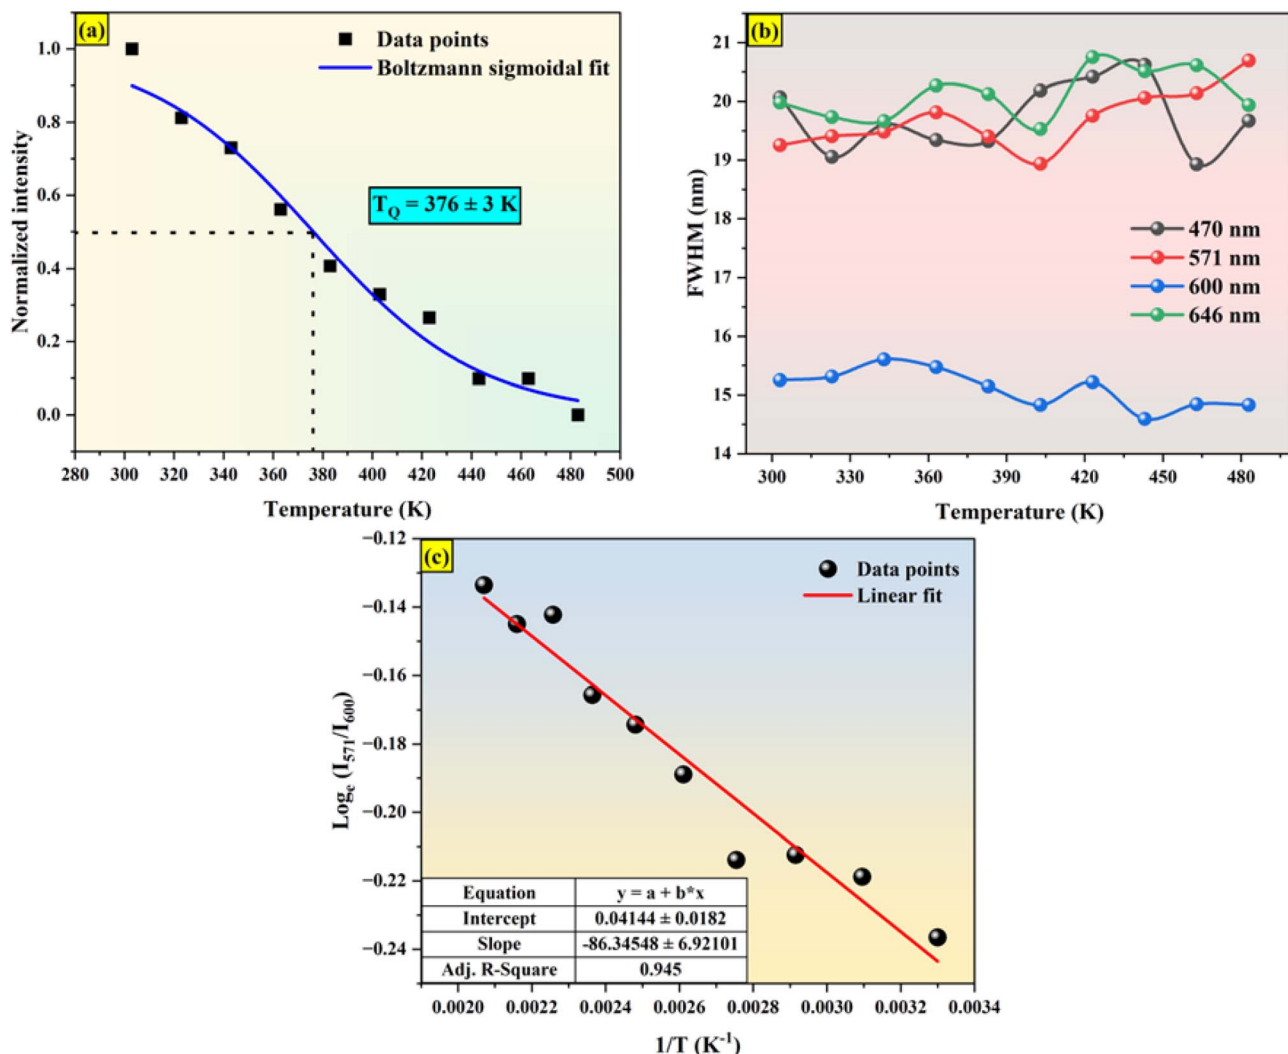 (a)
Data points
Boltzmann sigmoidal fit
T_Q = 376 ± 3 K
Normalized intensity
1.0
0.8
0.6
0.4
0.2
0.0
280 300 320 340 360 380 400 420 440 460 480 500
Temperature (K)
(b)
FWHM (nm)
21
20
19
18
17
16
15
14
470 nm
571 nm
600 nm
646 nm
300 330 360 390 420 450 480
Temperature (K)
(c)
Data points
Linear fit
Log_e (I_571/I_600)
−0.12
−0.14
−0.16
−0.18
−0.20
−0.22
−0.24
Equation y = a + b*x
Intercept 0.04144 ± 0.0182
Slope -86.34548 ± 6.92101
Adj. R-Square 0.945
0.0020 0.0022 0.0024 0.0026 0.0028 0.0030 0.0032 0.0034
1/T (K⁻¹)